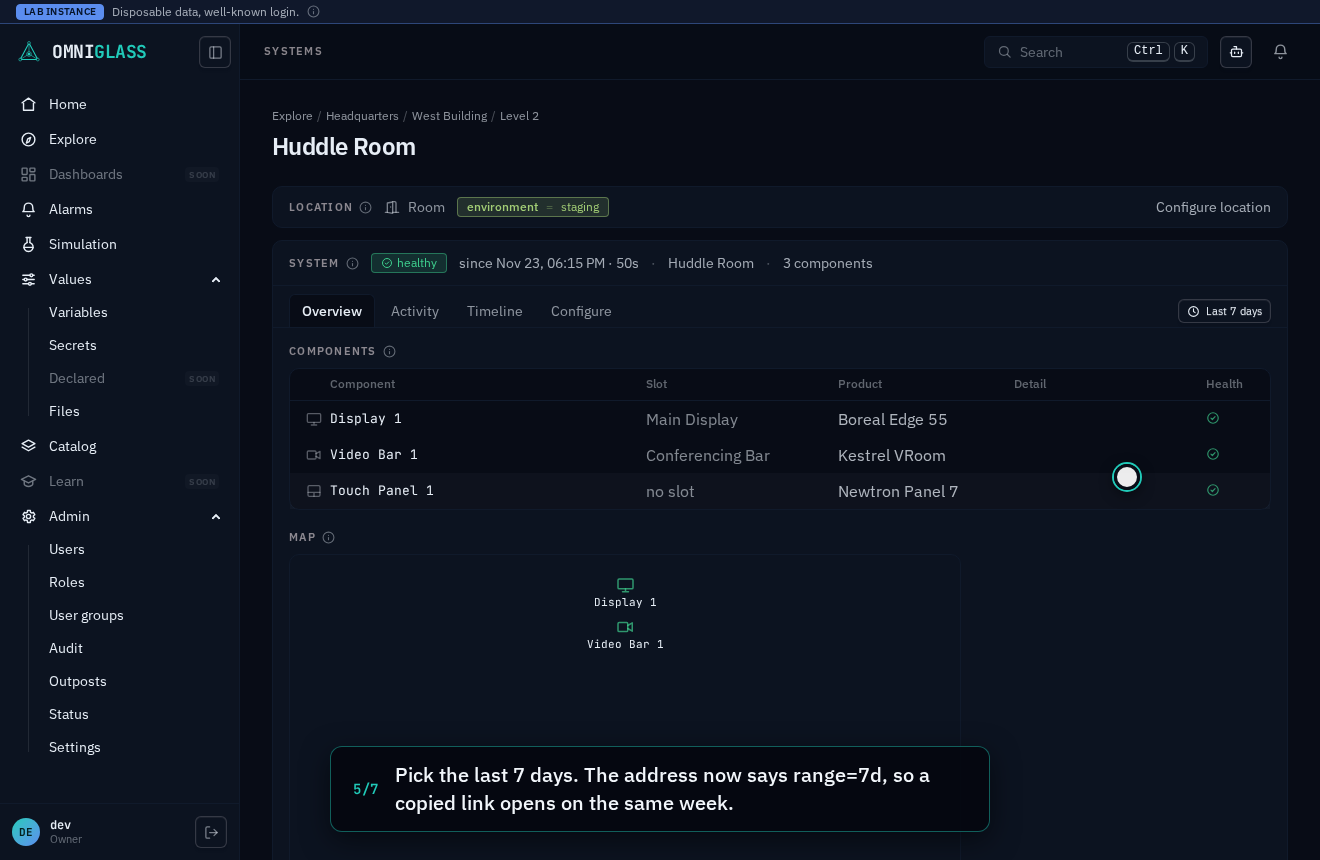 LAB INSTANCE Disposable data, well-known login.
OMNIGLASS
SYSTEMS
Search Ctrl K
Home
Explore
Dashboards SOON
Alarms
Simulation
Values
Variables
Secrets
Declared SOON
Files
Catalog
Learn SOON
Admin
Users
Roles
User groups
Audit
Outposts
Status
Settings
DE dev
Owner
Explore / Headquarters / West Building / Level 2
Huddle Room
LOCATION Room environment = staging Configure location
SYSTEM healthy since Nov 23, 06:15 PM · 50s · Huddle Room · 3 components
Overview Activity Timeline Configure Last 7 days
COMPONENTS
Component Slot Product Detail Health
Display 1 Main Display Boreal Edge 55
Video Bar 1 Conferencing Bar Kestrel VRoom
Touch Panel 1 no slot Newtron Panel 7
MAP
Display 1
Video Bar 1
5/7 Pick the last 7 days. The address now says range=7d, so a
copied link opens on the same week.